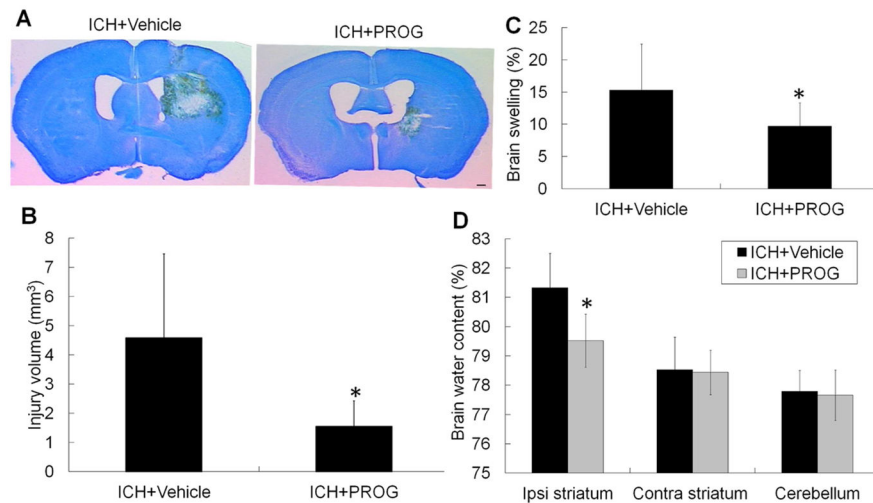 A
ICH+Vehicle
ICH+PROG
B
Injury volume (mm³)
8
7
6
5
4
3
2
1
0
*
ICH+Vehicle
ICH+PROG
C
Brain swelling (%)
25
20
15
10
5
0
*
ICH+Vehicle
ICH+PROG
D
Brain water content (%)
83
82
81
80
79
78
77
76
75
ICH+Vehicle
ICH+PROG
*
Ipsi striatum
Contra striatum
Cerebellum